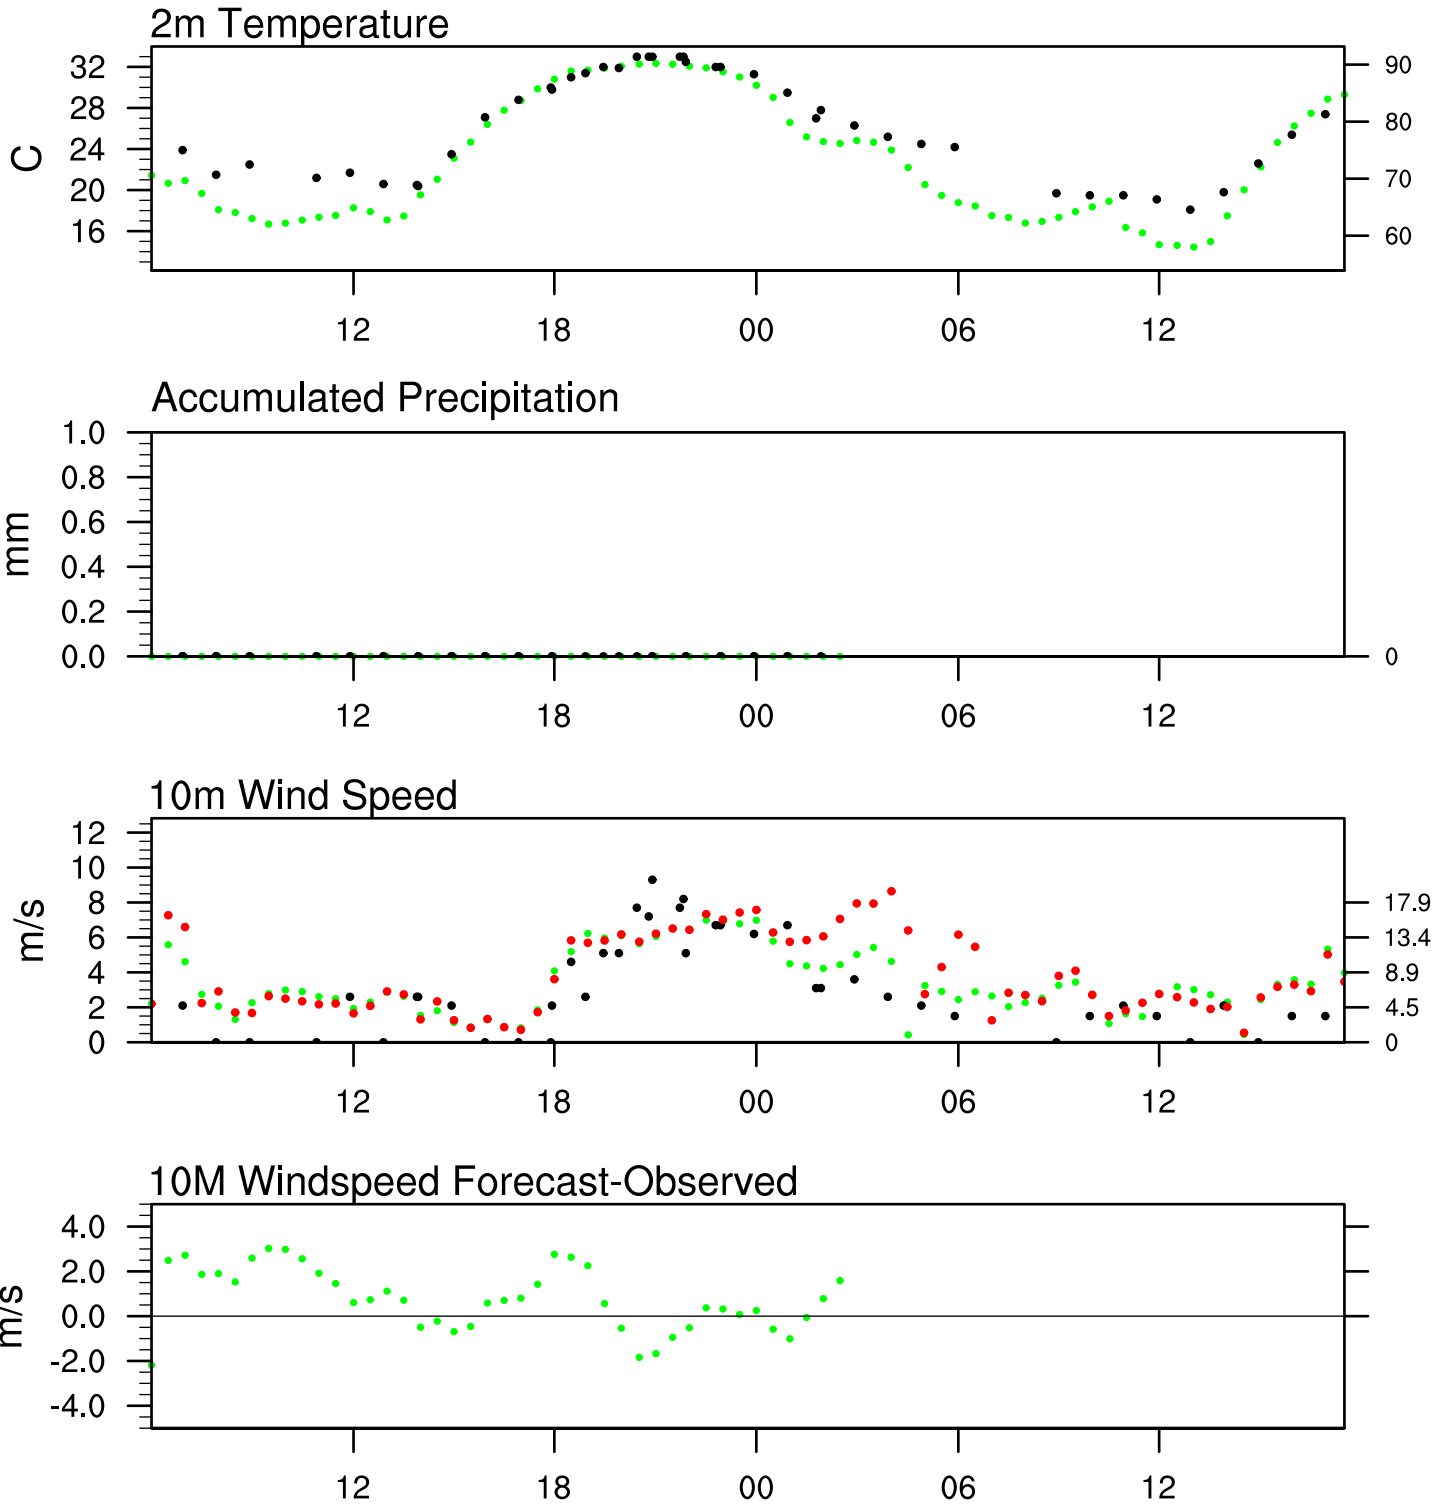 2m Temperature
32
28
24
20
16
C
90
80
70
60
12 18 00 06 12
Accumulated Precipitation
1.0
0.8
0.6
0.4
0.2
0.0
mm
0
12 18 00 06 12
10m Wind Speed
12
10
8
6
4
2
0
m/s
17.9
13.4
8.9
4.5
0
12 18 00 06 12
10M Windspeed Forecast-Observed
4.0
2.0
0.0
-2.0
-4.0
m/s
12 18 00 06 12